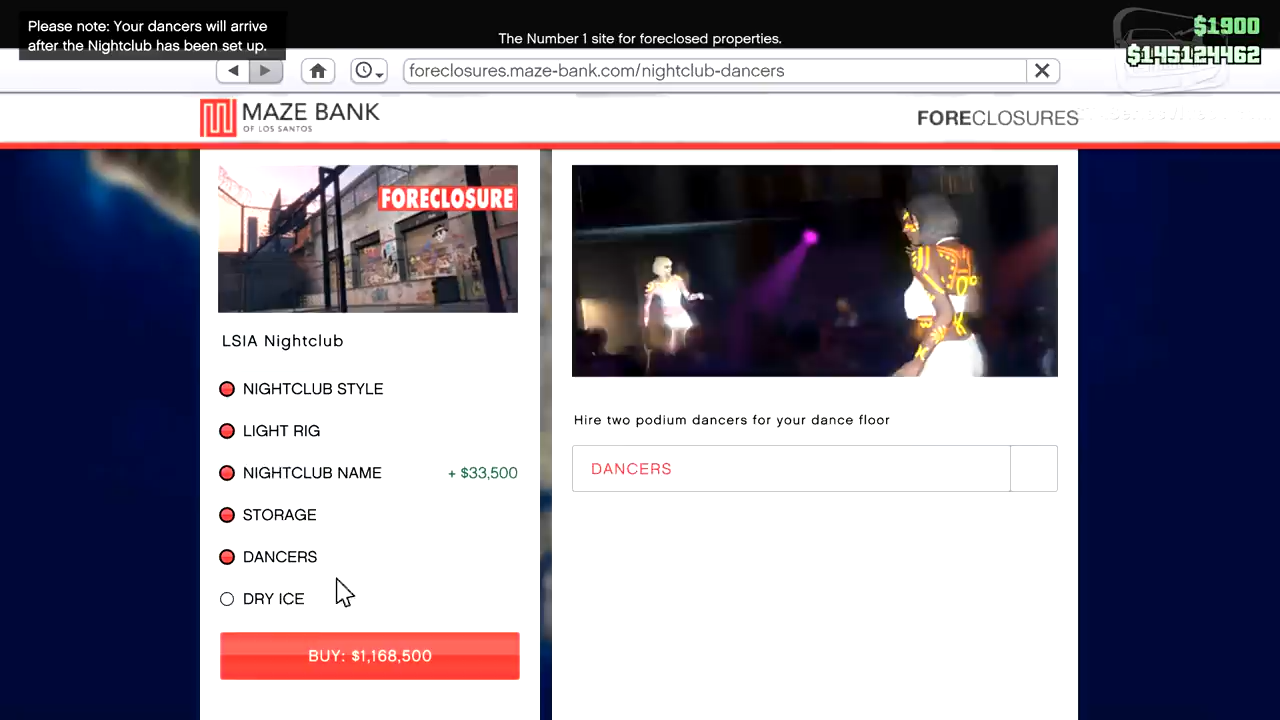 Please note: Your dancers will arrive
after the Nightclub has been set up.
The Number 1 site for foreclosed properties.
$1900
$145124462
foreclosures.maze-bank.com/nightclub-dancers
MAZE BANK
OF LOS SANTOS
FORECLOSURES
FORECLOSURE
LSIA Nightclub
NIGHTCLUB STYLE
LIGHT RIG
NIGHTCLUB NAME + $33,500
STORAGE
DANCERS
DRY ICE
BUY: $1,168,500
Hire two podium dancers for your dance floor
DANCERS